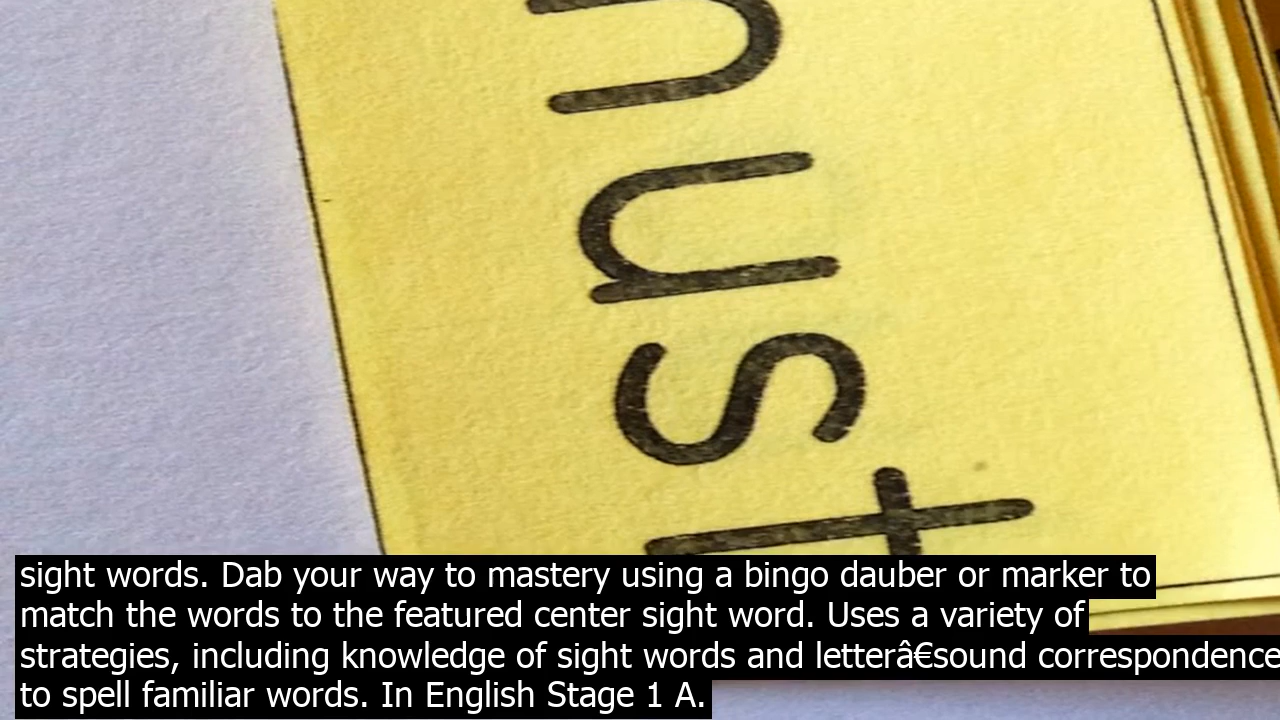 must
sight words. Dab your way to mastery using a bingo dauber or marker to
match the words to the featured center sight word. Uses a variety of
strategies, including knowledge of sight words and letterâ€sound correspondence
to spell familiar words. In English Stage 1 A.